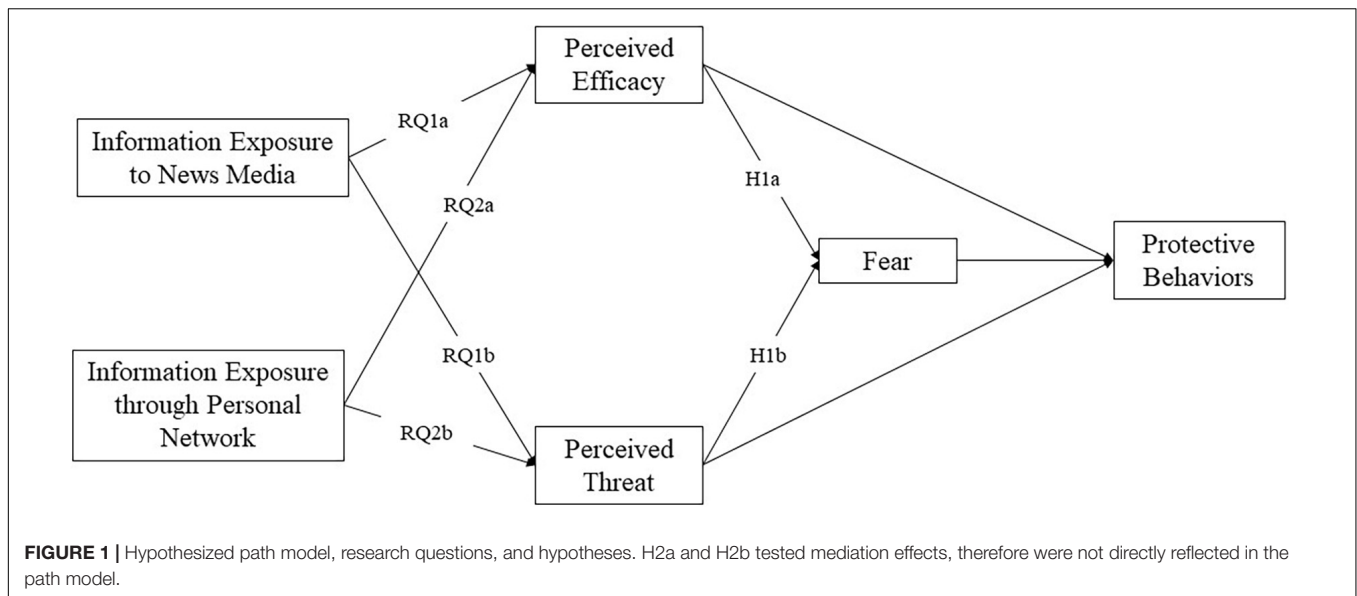 Perceived
Efficacy
RQ1a
Information Exposure
to News Media
H1a
RQ2a
Protective
Behaviors
Fear
RQ1b
H1b
Information Exposure
through Personal
Network
RQ2b
Perceived
Threat
FIGURE 1 | Hypothesized path model, research questions, and hypotheses. H2a and H2b tested mediation effects, therefore were not directly reflected in the
path model.